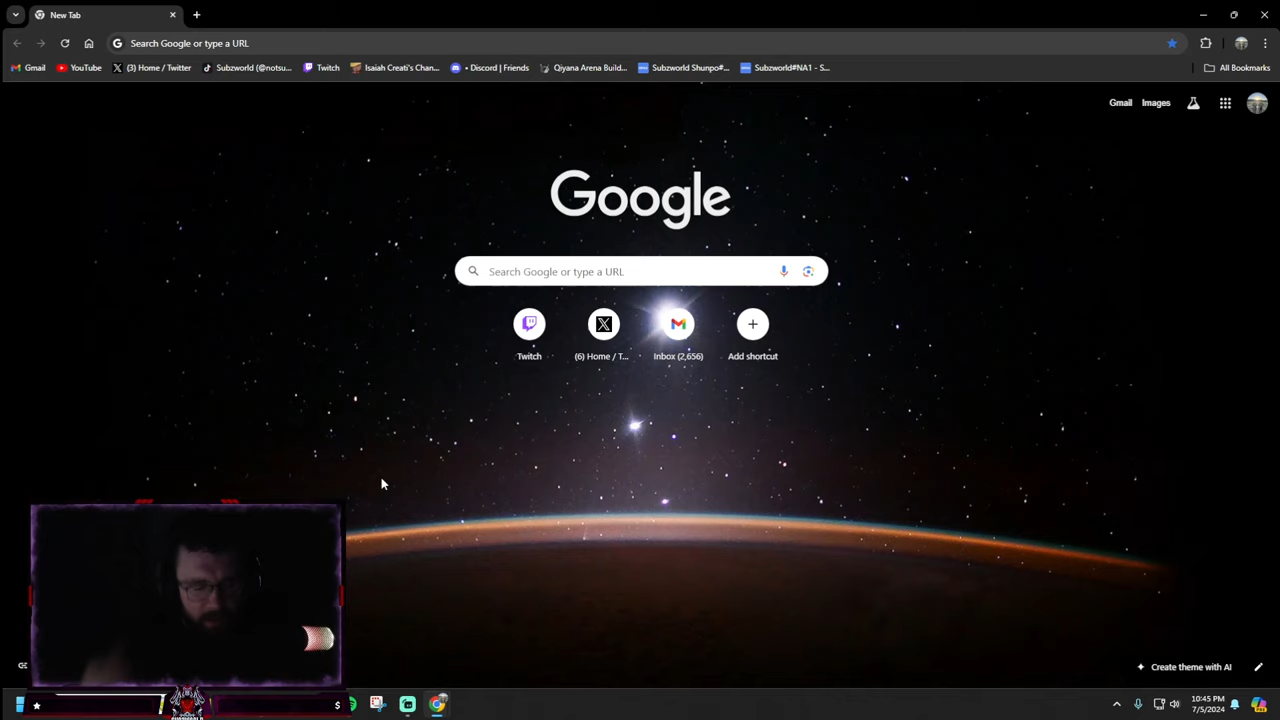 New Tab
Search Google or type a URL
Gmail YouTube (3) Home / Twitter Subzworld (@notsu... Twitch Isaiah Creati's Chan... • Discord | Friends Qiyana Arena Build... Subzworld Shunpo#... Subzworld#NA1 - S... All Bookmarks
Gmail Images
Google
Search Google or type a URL
Twitch (6) Home / T... Inbox (2,656) Add shortcut
Create theme with AI
10:45 PM
7/5/2024
$